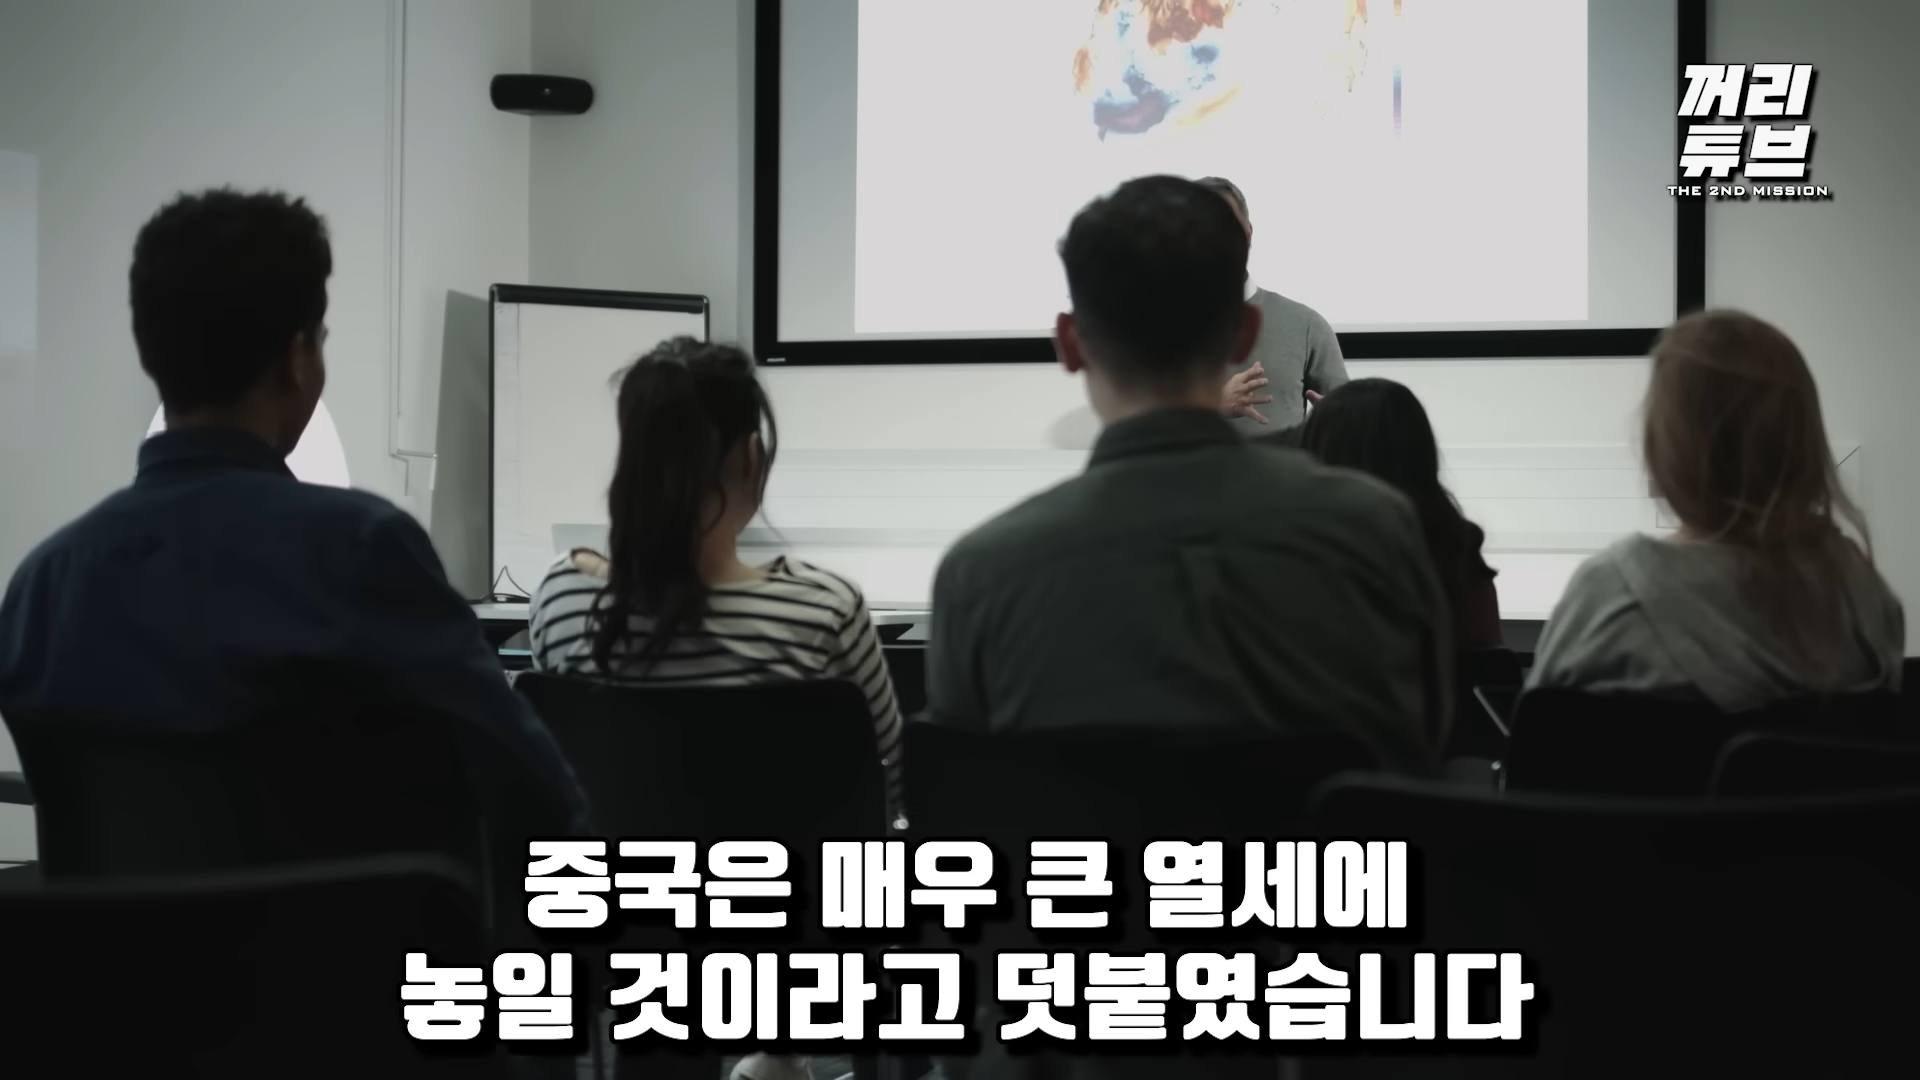 꺼리
튜브
THE 2ND MISSION
중국은 매우 큰 열세에
놓일 것이라고 덧붙였습니다